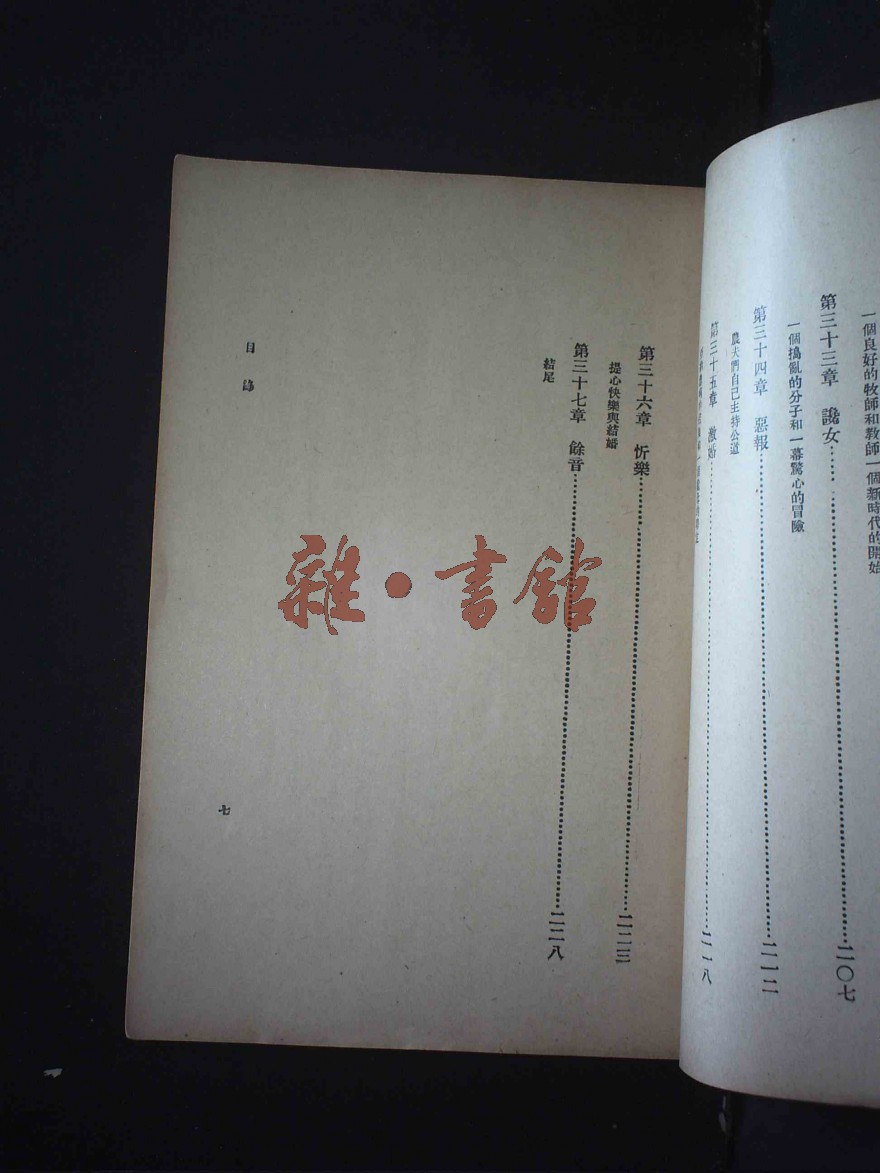 一個良好的牧師和教師一個新時代的開始
第三十三章　讒女……二〇七
一個搗亂的分子和一幕驚心的冒險
第三十四章　惡報……二一二
農夫們自己主持公道
第三十五章　激婚……二一八
第三十六章　忻樂……二二三
提心快樂與結婚
第三十七章　餘音……二二八
結尾
目錄
七
雜·書館